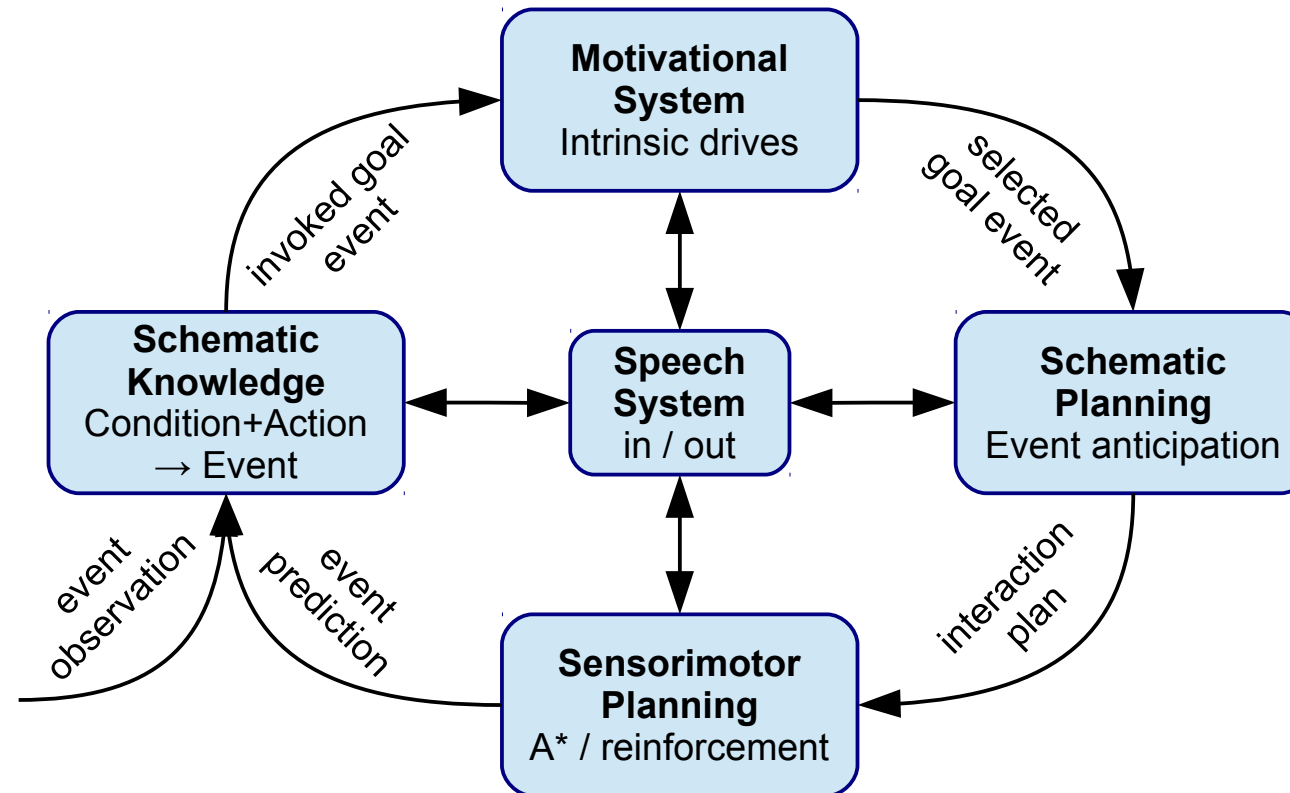 Motivational
System
Intrinsic drives
invoked goal
event
selected
goal event
Schematic
Knowledge
Condition+Action
→ Event
Speech
System
in / out
Schematic
Planning
Event anticipation
event
observation
event
prediction
interaction
plan
Sensorimotor
Planning
A* / reinforcement